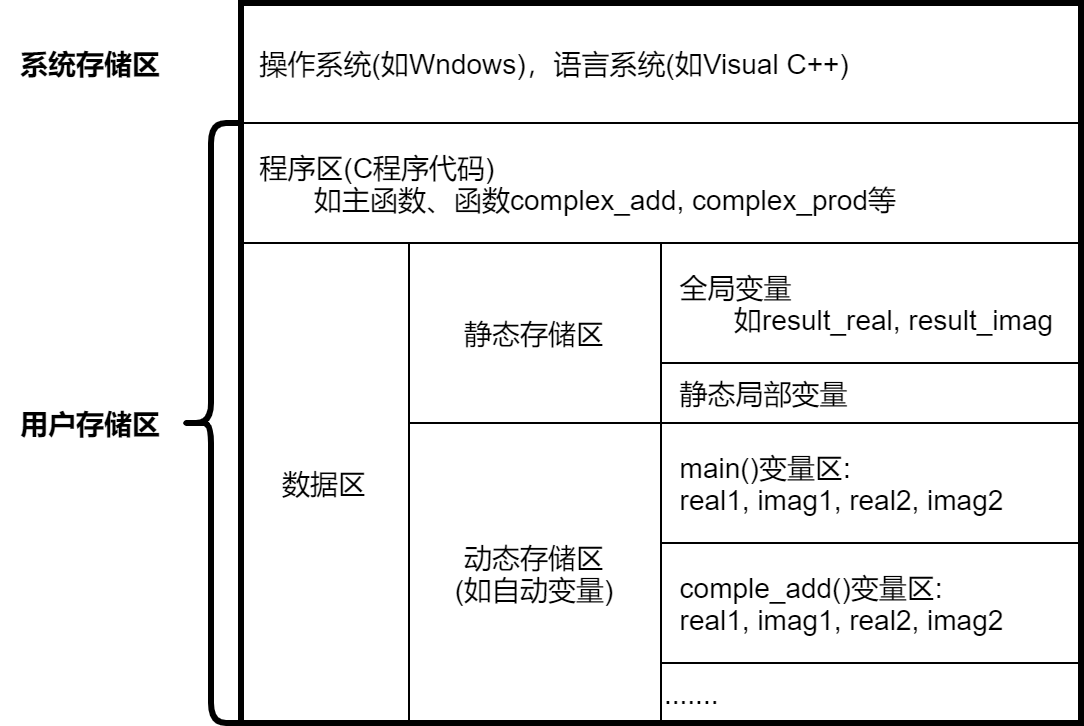 系统存储区
操作系统(如Wndows)，语言系统(如Visual C++)
程序区(C程序代码)
如主函数、函数complex_add, complex_prod等
用户存储区
数据区
静态存储区
全局变量
如result_real, result_imag
静态局部变量
动态存储区
(如自动变量)
main()变量区:
real1, imag1, real2, imag2
comple_add()变量区:
real1, imag1, real2, imag2
.......